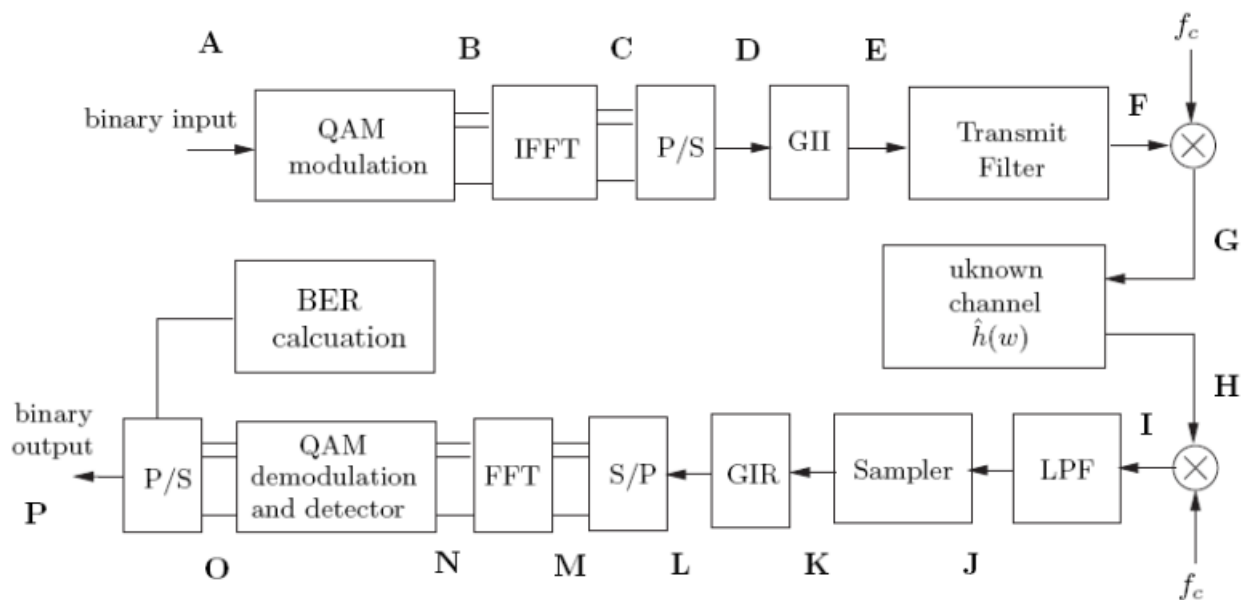 A
B
C
D
E
f_c
binary input
QAM
modulation
IFFT
P/S
GII
Transmit
Filter
F
G
uknown
channel
ĥ(w)
BER
calcuation
H
binary
output
P/S
QAM
demodulation
and detector
FFT
S/P
GIR
Sampler
LPF
I
P
O
N
M
L
K
J
f_c